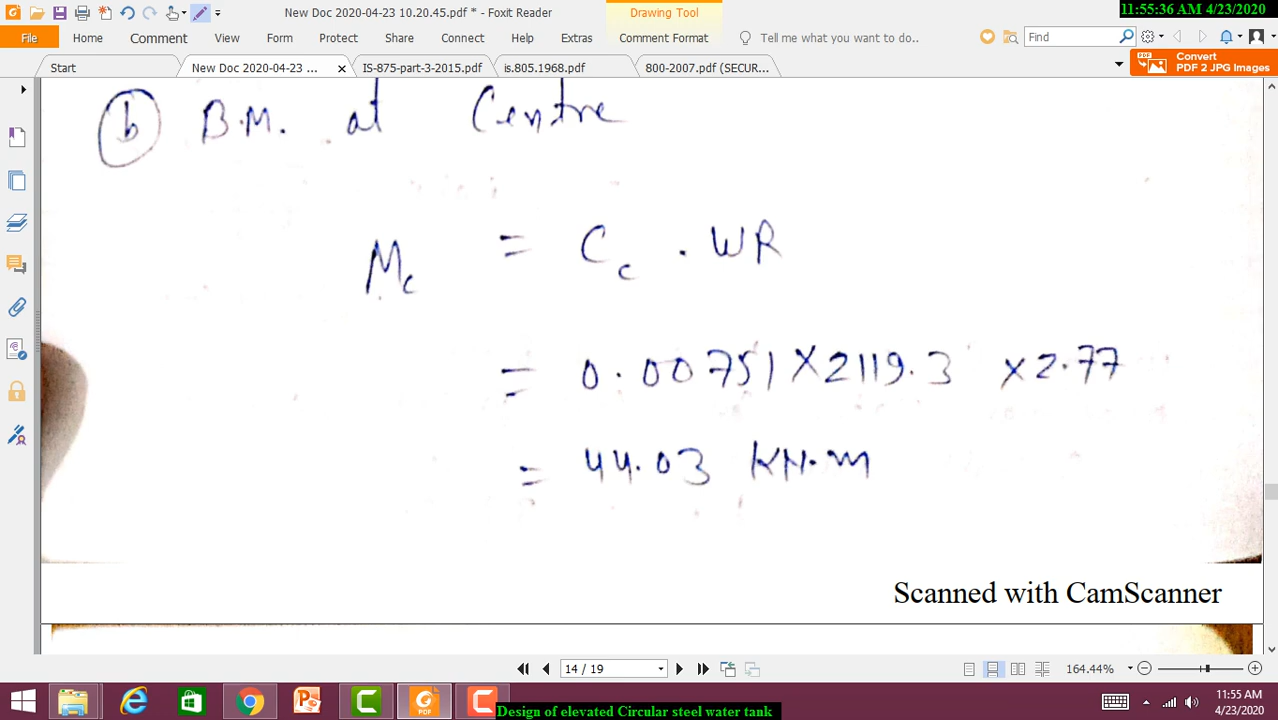 New Doc 2020-04-23 10.20.45.pdf * - Foxit Reader
Drawing Tool
11:55:36 AM 4/23/2020
File Home Comment View Form Protect Share Connect Help Extras Comment Format Tell me what you want to do.. Find
Start New Doc 2020-04-23 ... IS-875-part-3-2015.pdf is.805.1968.pdf 800-2007.pdf (SECUR...
Convert
PDF 2 JPG Images
b B.M. at Centre
Mc = Cc . WR
= 0.00751 × 2119.3 × 2.77
= 44.03 KN.m
Scanned with CamScanner
14 / 19 164.44%
11:55 AM
4/23/2020
Design of elevated Circular steel water tank